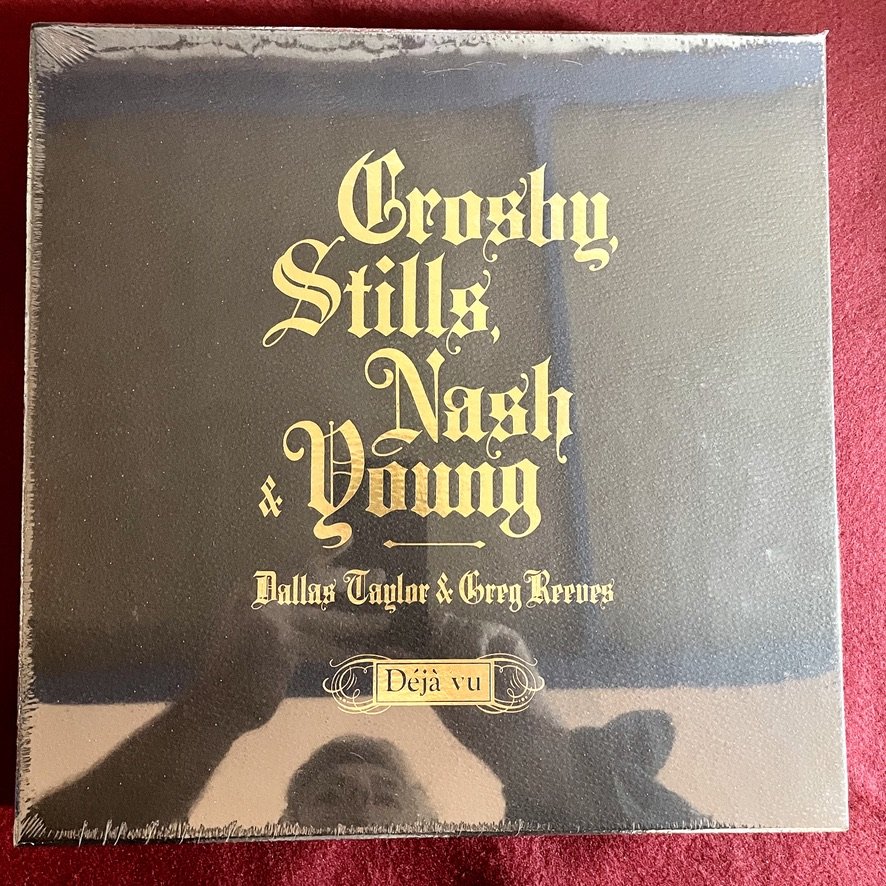 Crosby,
Stills,
Nash
& Young
Dallas Taylor & Greg Reeves
Déjà vu